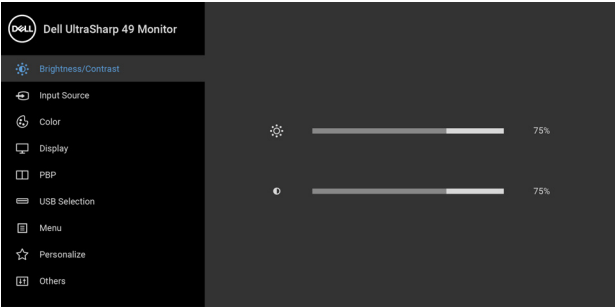 DELL Dell UltraSharp 49 Monitor
Brightness/Contrast
Input Source
Color
Display
PBP
USB Selection
Menu
Personalize
Others
75%
75%